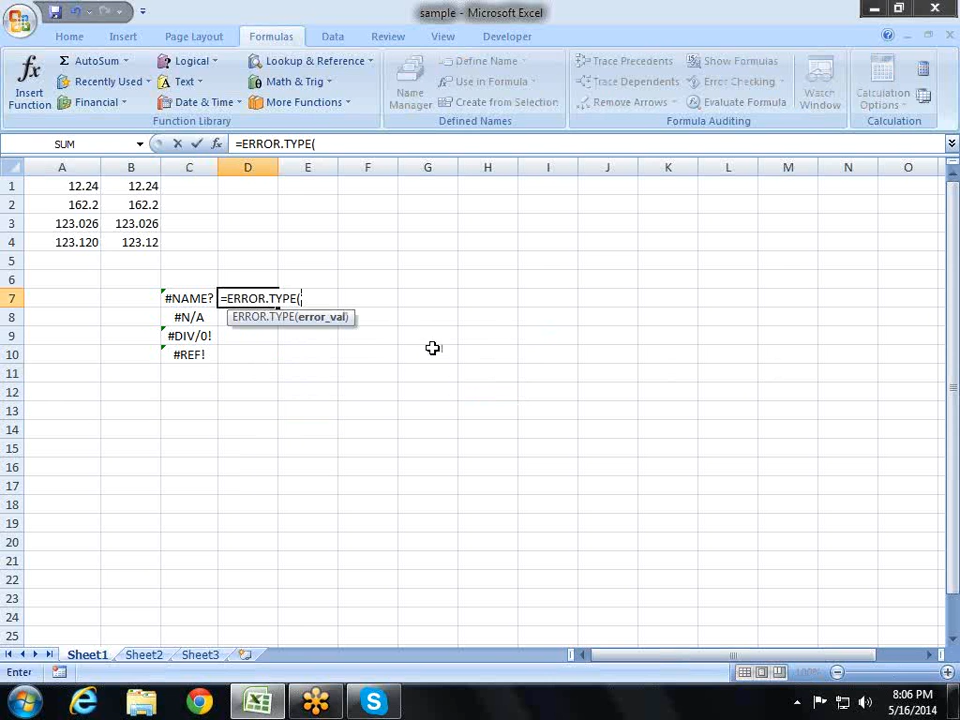 sample - Microsoft Excel
Home Insert Page Layout Formulas Data Review View Developer
fx Insert Function
Σ AutoSum
Recently Used
Financial
Logical
Text
Date & Time
Lookup & Reference
Math & Trig
More Functions
Function Library
Name Manager
Define Name
Use in Formula
Create from Selection
Defined Names
Trace Precedents
Trace Dependents
Remove Arrows
Show Formulas
Error Checking
Evaluate Formula
Formula Auditing
Watch Window
Calculation Options
Calculation
SUM fx =ERROR.TYPE(
A B C D E F G H I J K L M N O
1 12.24 12.24
2 162.2 162.2
3 123.026 123.026
4 123.120 123.12
5
6
7 #NAME? =ERROR.TYPE(
8 #N/A ERROR.TYPE(error_val)
9 #DIV/0!
10 #REF!
11
12
13
14
15
16
17
18
19
20
21
22
23
24
25
Sheet1 Sheet2 Sheet3
Enter 100%
8:06 PM
5/16/2014